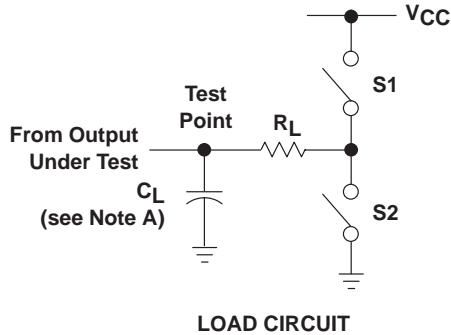 VCC
S1
Test
Point
RL
From Output
Under Test
CL
(see Note A)
S2
LOAD CIRCUIT